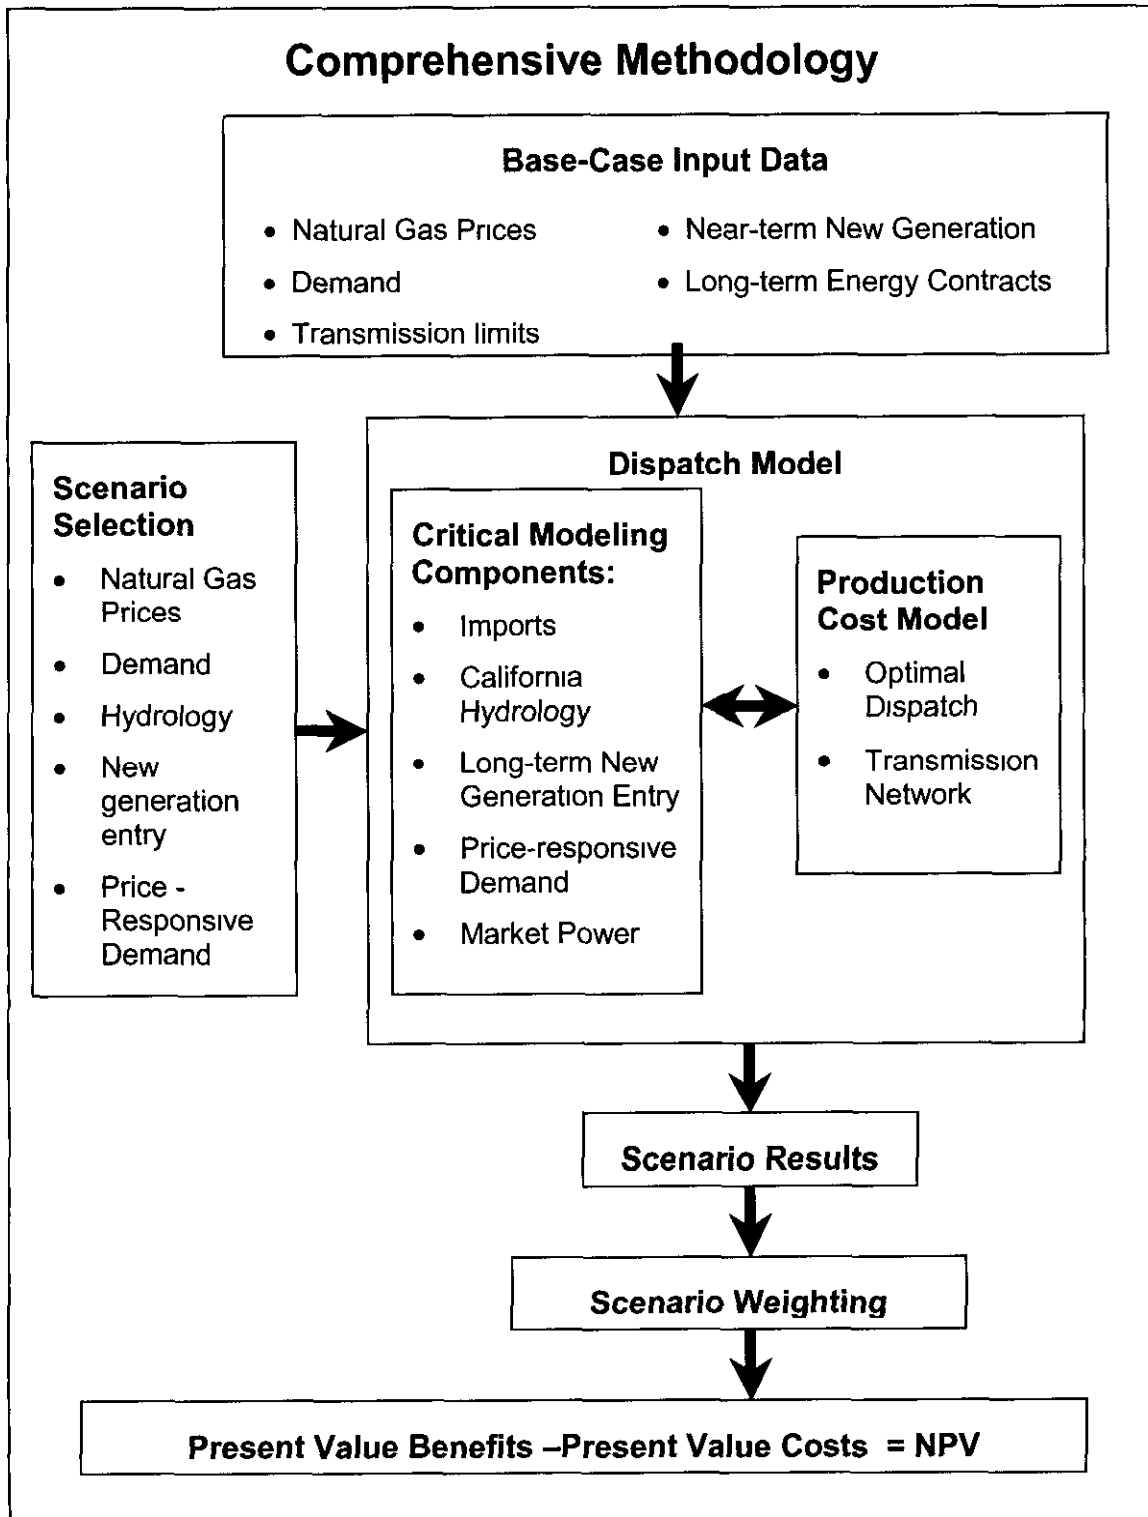 Comprehensive Methodology
Base-Case Input Data
• Natural Gas Prices
• Demand
• Transmission limits
• Near-term New Generation
• Long-term Energy Contracts
Scenario
Selection
• Natural Gas
Prices
• Demand
• Hydrology
• New
generation
entry
• Price -
Responsive
Demand
Dispatch Model
Critical Modeling
Components:
• Imports
• California
Hydrology
• Long-term New
Generation Entry
• Price-responsive
Demand
• Market Power
Production
Cost Model
• Optimal
Dispatch
• Transmission
Network
Scenario Results
Scenario Weighting
Present Value Benefits –Present Value Costs = NPV